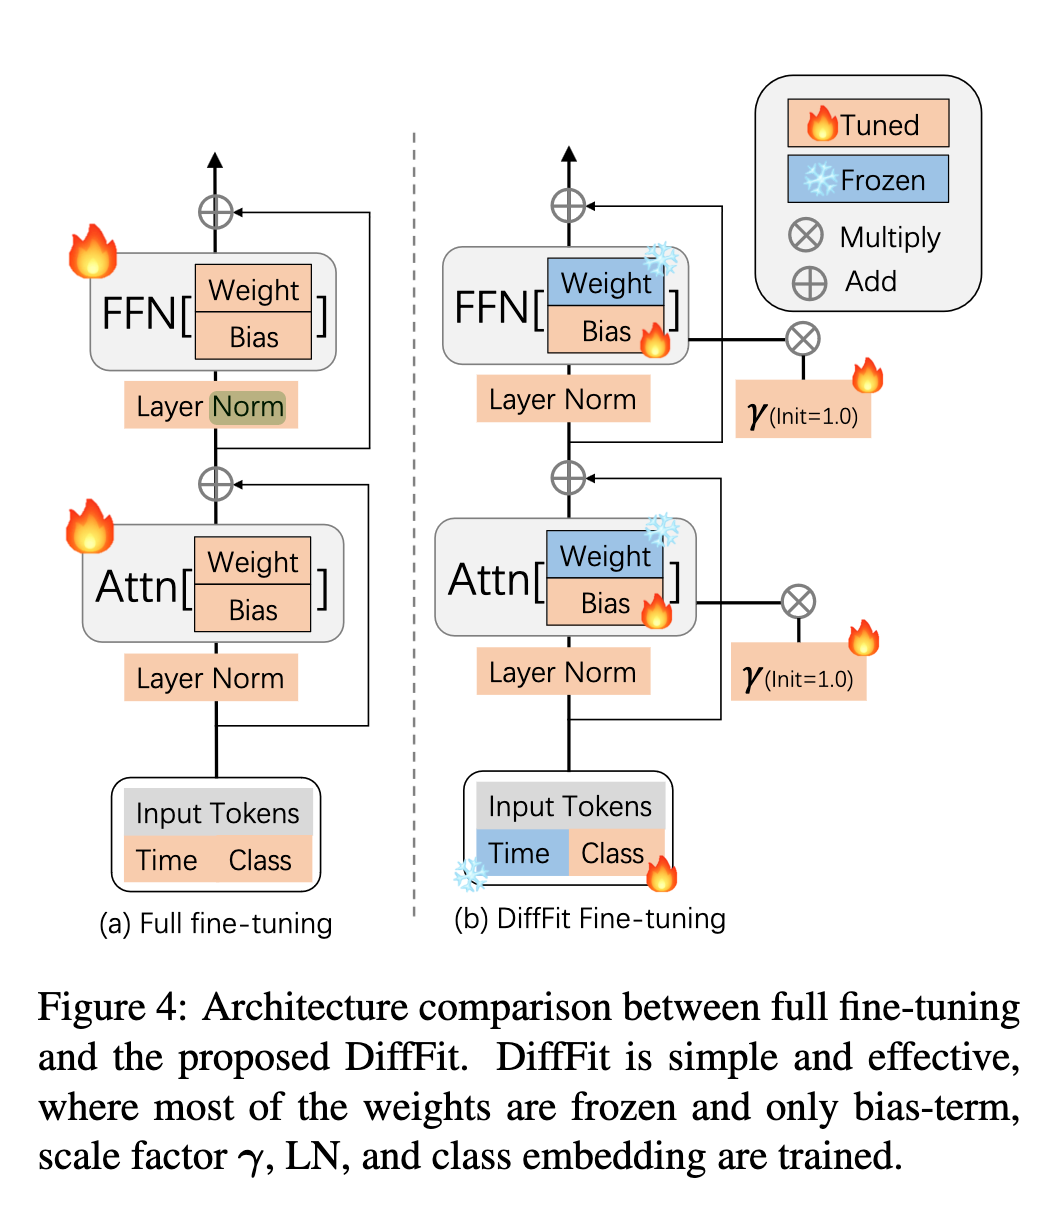 Tuned
Frozen
Multiply
Add
FFN[
Weight
Bias
]
Layer Norm
Attn[
Weight
Bias
]
Layer Norm
Input Tokens
Time Class
(a) Full fine-tuning
FFN[
Weight
Bias
]
γ(Init=1.0)
Layer Norm
Attn[
Weight
Bias
]
γ(Init=1.0)
Layer Norm
Input Tokens
Time Class
(b) DiffFit Fine-tuning
Figure 4: Architecture comparison between full fine-tuning
and the proposed DiffFit. DiffFit is simple and effective,
where most of the weights are frozen and only bias-term,
scale factor γ, LN, and class embedding are trained.